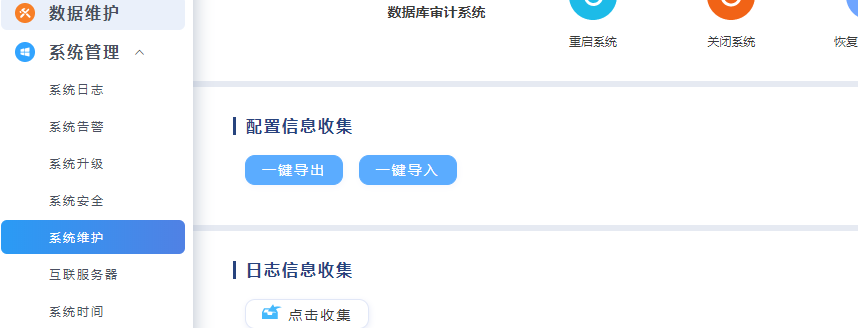 数据维护
系统管理
系统日志
系统告警
系统升级
系统安全
系统维护
互联服务器
系统时间
数据库审计系统
重启系统
关闭系统
恢复
配置信息收集
一键导出
一键导入
日志信息收集
点击收集